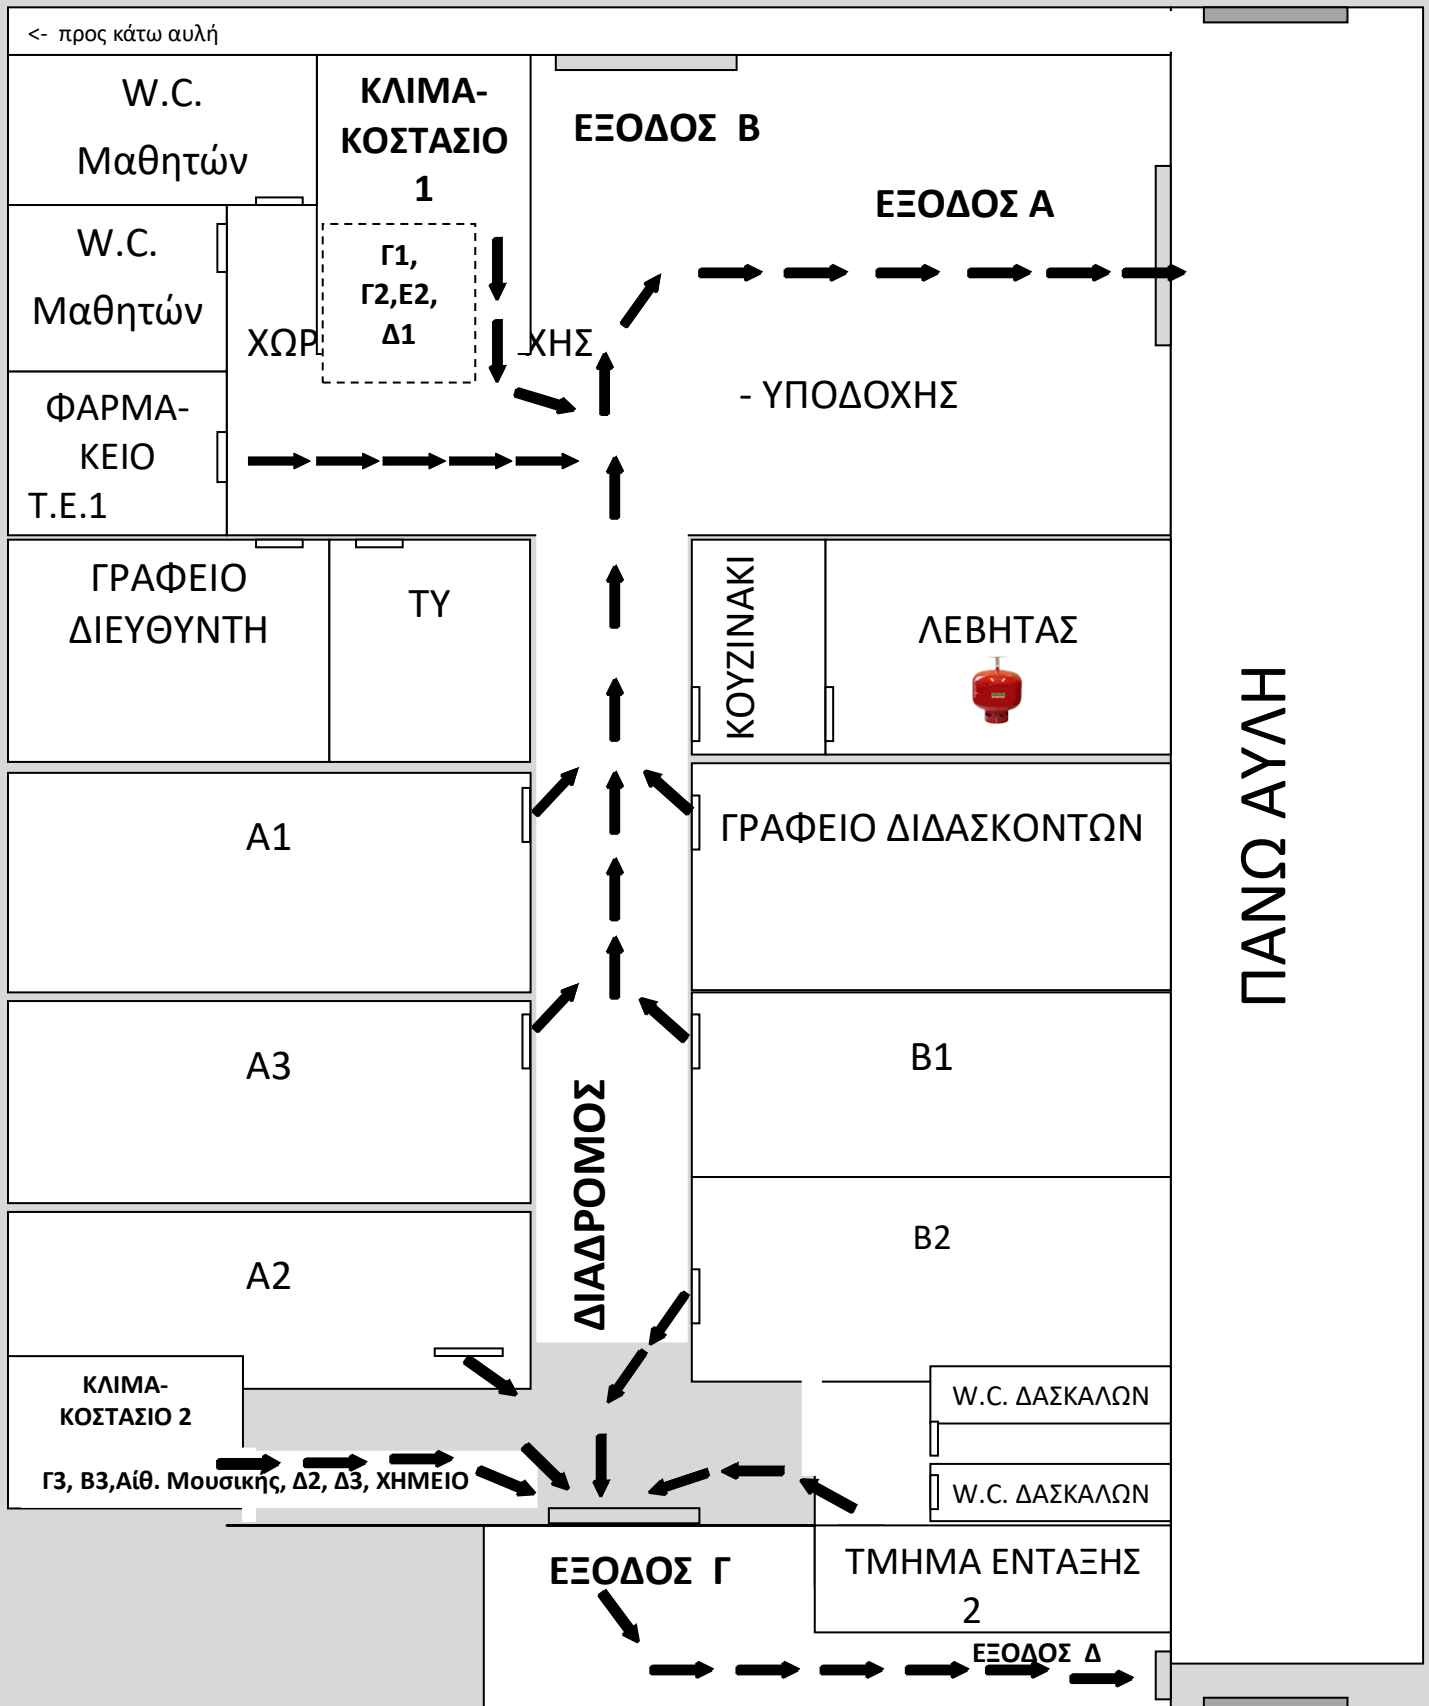 <- προς κάτω αυλή
W.C.
Μαθητών
ΚΛΙΜΑ-
ΚΟΣΤΑΣΙΟ
1
ΕΞΟΔΟΣ Β
ΕΞΟΔΟΣ Α
W.C.
Μαθητών
Γ1,
Γ2,Ε2,
Δ1
ΧΩΡ
ΧΗΣ
- ΥΠΟΔΟΧΗΣ
ΦΑΡΜΑ-
ΚΕΙΟ
Τ.Ε.1
ΓΡΑΦΕΙΟ
ΔΙΕΥΘΥΝΤΗ
ΤΥ
ΚΟΥΖΙΝΑΚΙ
ΛΕΒΗΤΑΣ
ΠΑΝΩ ΑΥΛΗ
Α1
ΓΡΑΦΕΙΟ ΔΙΔΑΣΚΟΝΤΩΝ
Α3
Β1
ΔΙΑΔΡΟΜΟΣ
Α2
Β2
ΚΛΙΜΑ-
ΚΟΣΤΑΣΙΟ 2
Γ3, Β3,Αίθ. Μουσικής, Δ2, Δ3, ΧΗΜΕΙΟ
W.C. ΔΑΣΚΑΛΩΝ
W.C. ΔΑΣΚΑΛΩΝ
ΕΞΟΔΟΣ Γ
ΤΜΗΜΑ ΕΝΤΑΞΗΣ
2
ΕΞΟΔΟΣ Δ